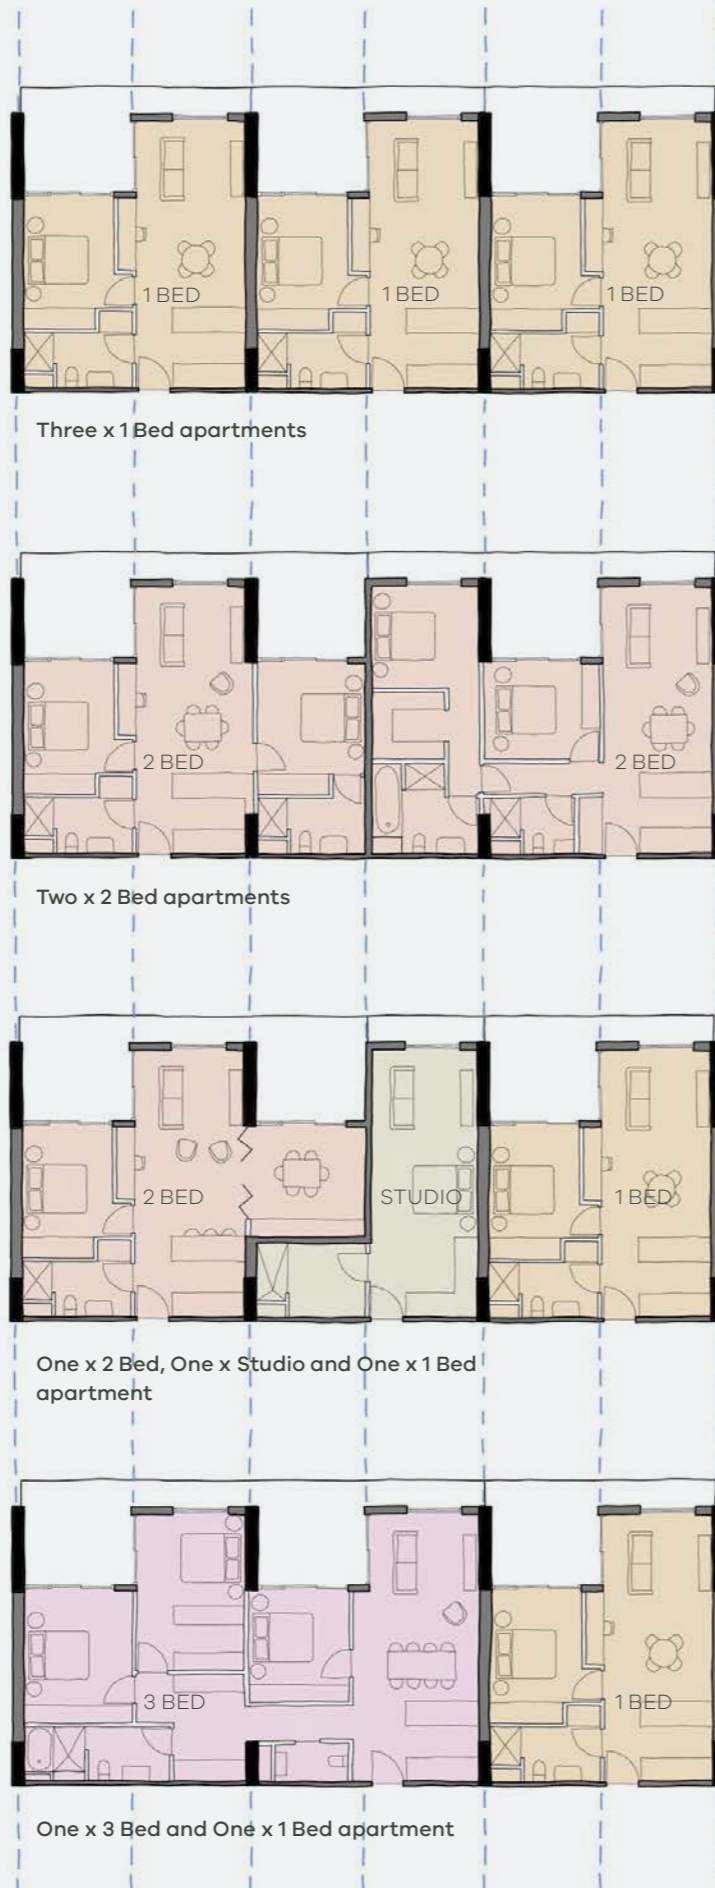 1 BED
1 BED
1 BED
Three x 1 Bed apartments
2 BED
2 BED
Two x 2 Bed apartments
2 BED
STUDIO
1 BED
One x 2 Bed, One x Studio and One x 1 Bed
apartment
3 BED
1 BED
One x 3 Bed and One x 1 Bed apartment